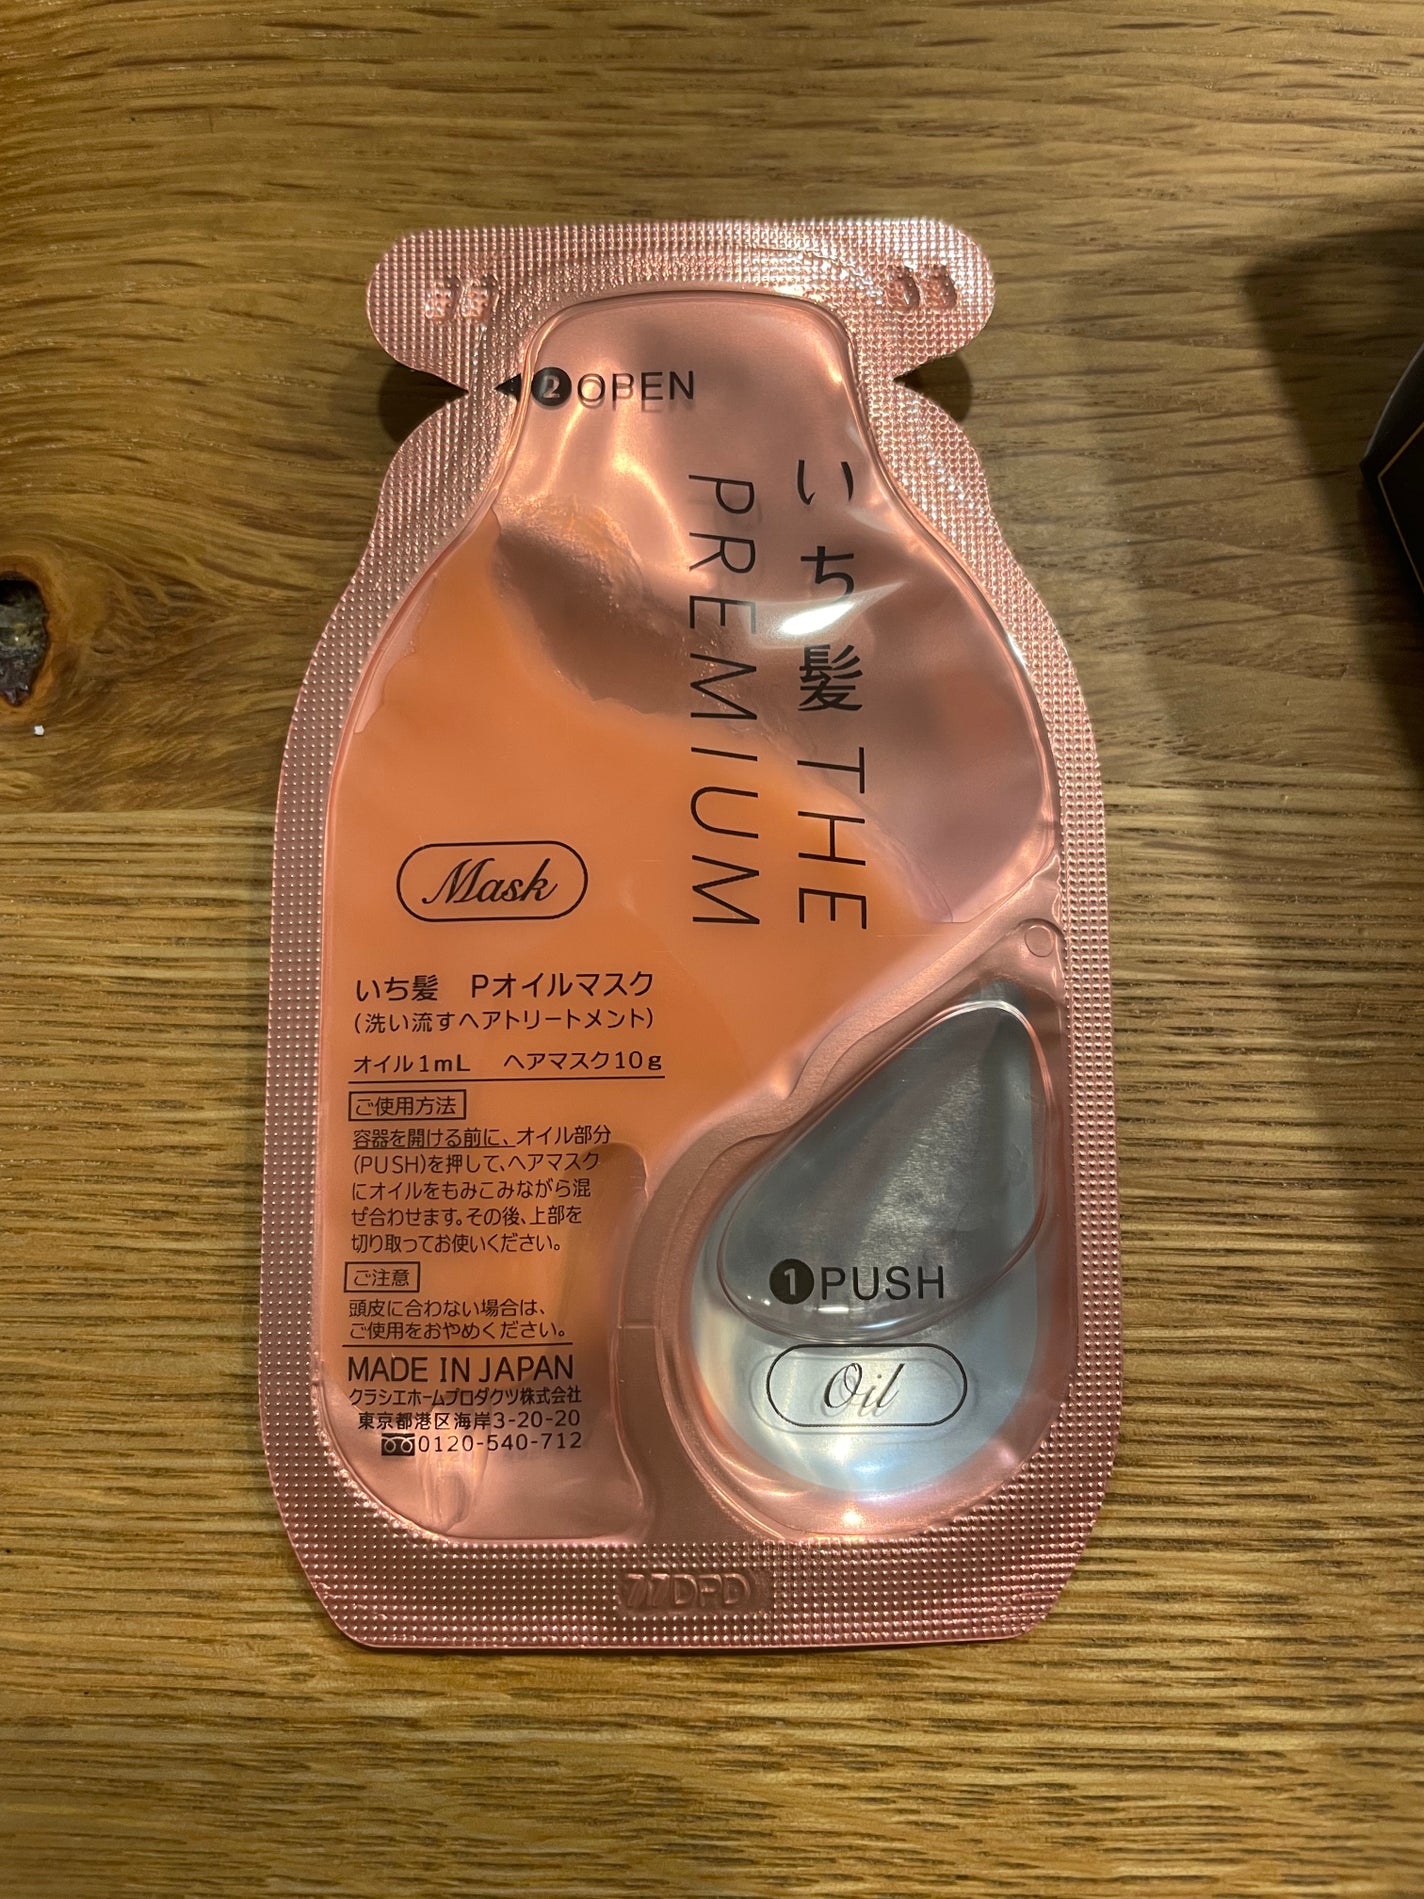 ❷OPEN
いち髪 THE
PREMIUM
Mask
いち髪 Pオイルマスク
(洗い流すヘアトリートメント)
オイル1mL ヘアマスク10g
ご使用方法
容器を開ける前に、オイル部分
(PUSH)を押して、ヘアマスク
にオイルをもみこみながら混
ぜ合わせます。その後、上部を
切り取ってお使いください。
ご注意
頭皮に合わない場合は、
ご使用をおやめください。
MADE IN JAPAN
クラシエホームプロダクツ株式会社
東京都港区海岸3-20-20
0120-540-712
❶PUSH
Oil